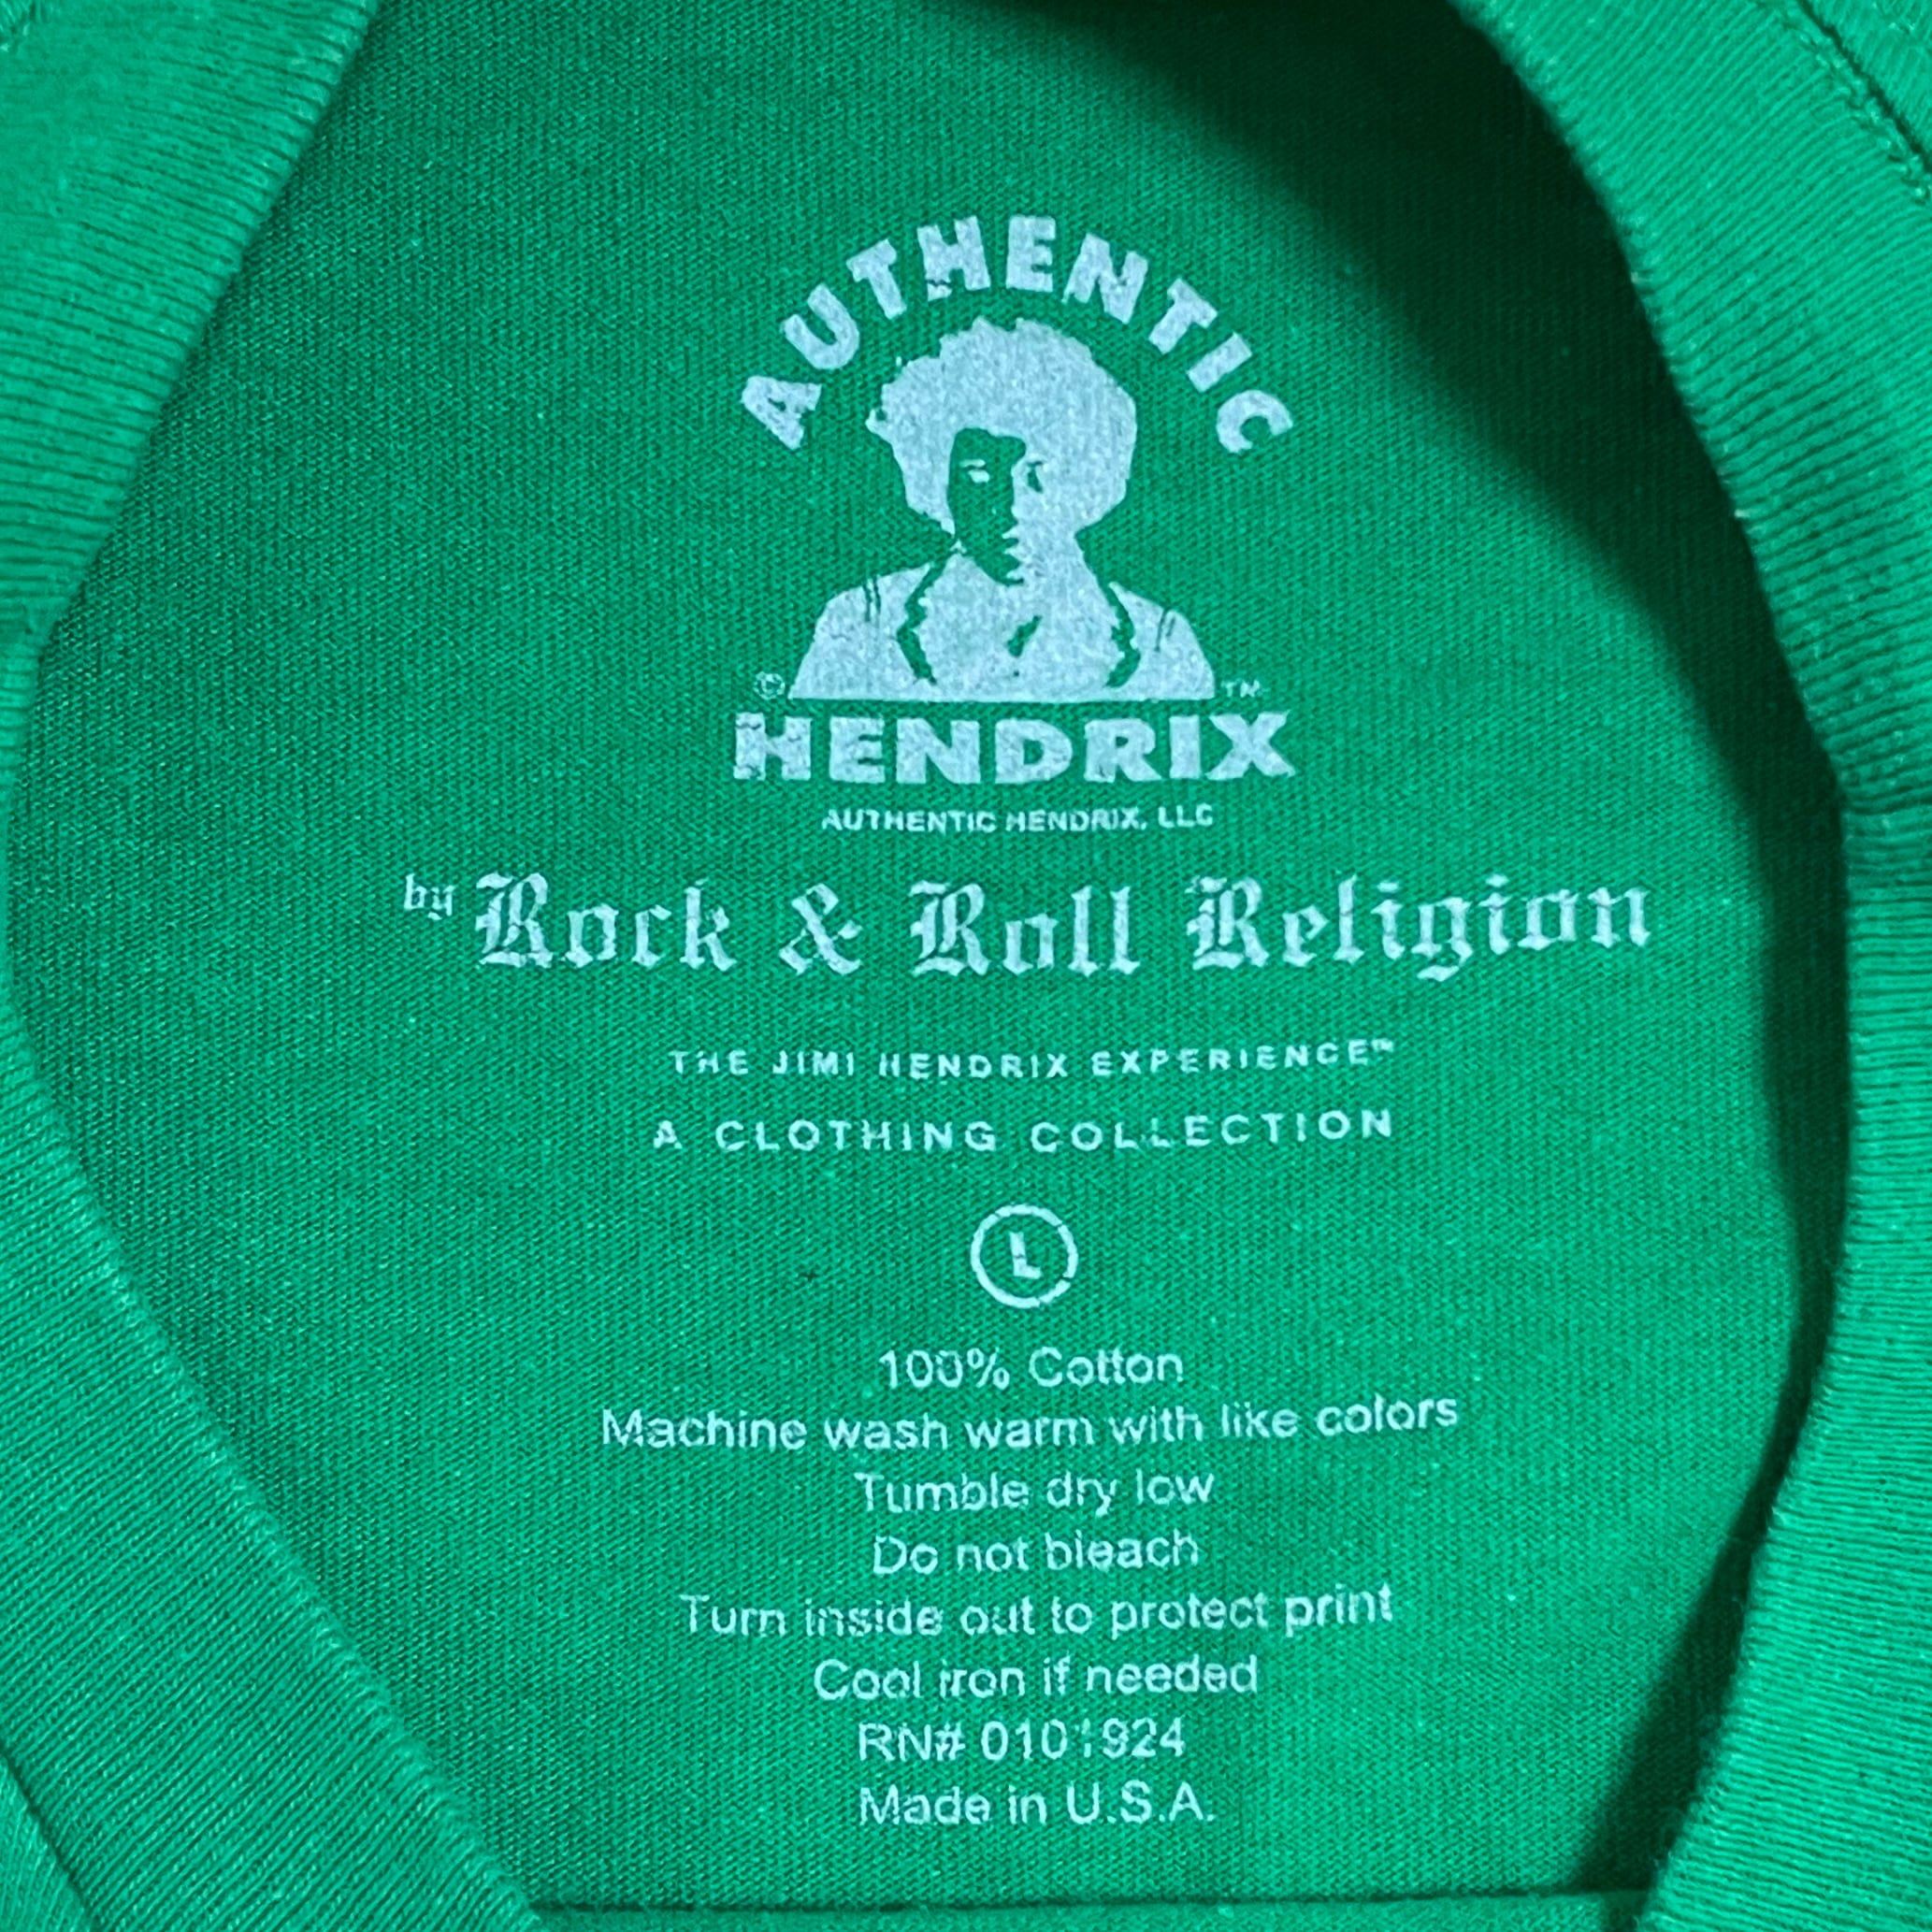 AUTHENTIC
© ™
HENDRIX
AUTHENTIC HENDRIX, LLC
by Rock & Roll Religion
THE JIMI HENDRIX EXPERIENCE™
A CLOTHING COLLECTION
L
100% Cotton
Machine wash warm with like colors
Tumble dry low
Do not bleach
Turn inside out to protect print
Cool iron if needed
RN# 0101924
Made in U.S.A.